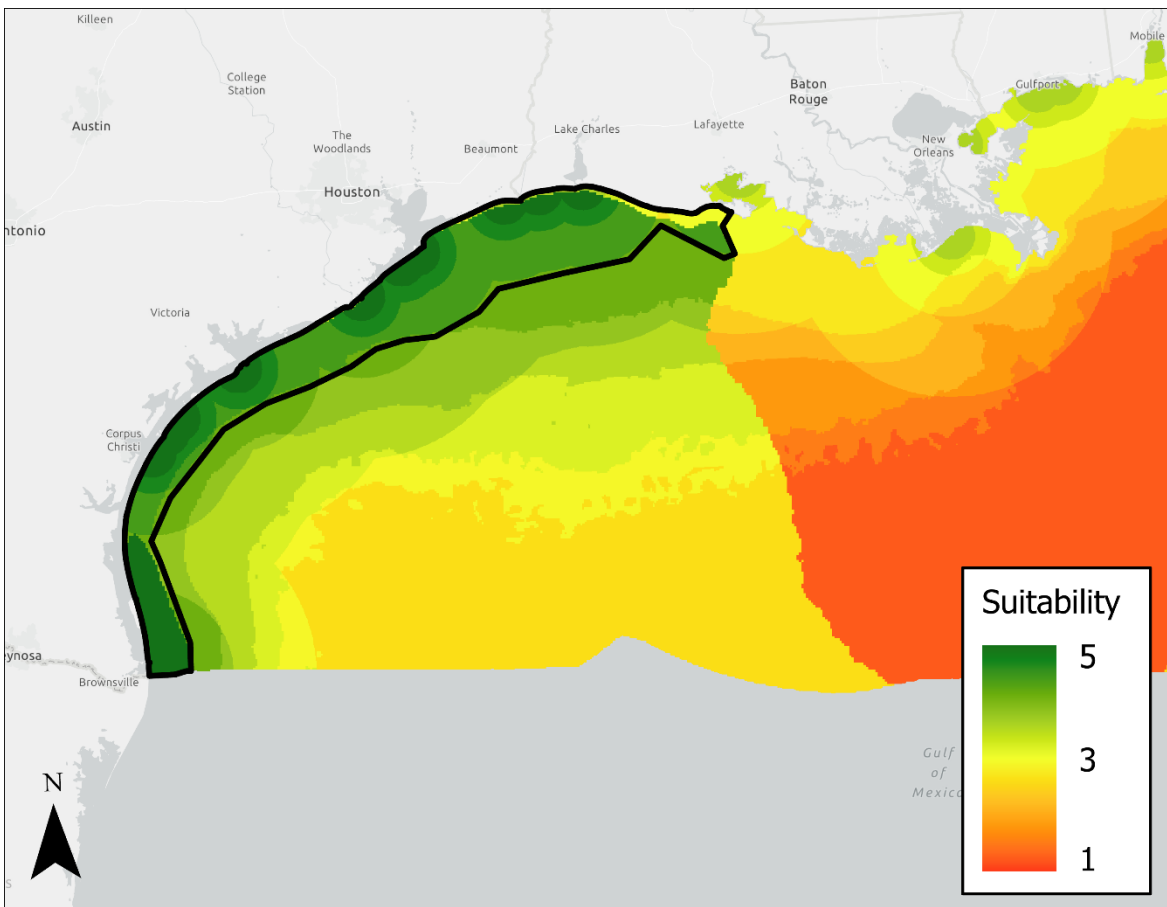 Killeen
Mobile
College
Station
Baton
Rouge
Gulfport
Austin
Lake Charles
Lafayette
The
Woodlands
Beaumont
New
Orleans
Houston
ntonio
Victoria
Corpus
Christi
Suitability
5
3
1
eynosa
Brownsville
Gulf
of
Mexico
N
S